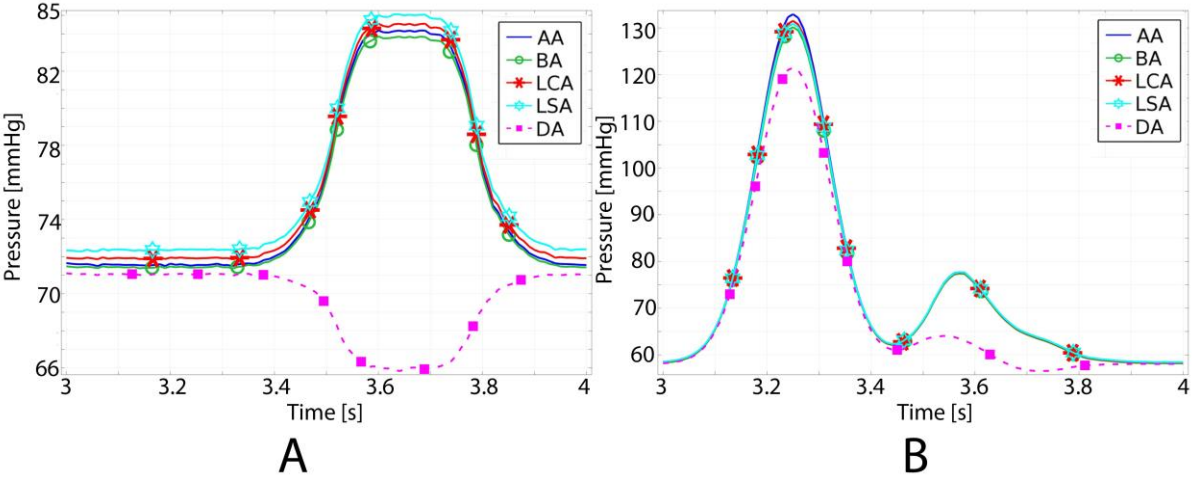 85
82
78
74
70
66
Pressure [mmHg]
AA
BA
LCA
LSA
DA
3 3.2 3.4 3.6 3.8 4
Time [s]
A
130
120
110
100
90
80
70
60
Pressure [mmHg]
AA
BA
LCA
LSA
DA
3 3.2 3.4 3.6 3.8 4
Time [s]
B